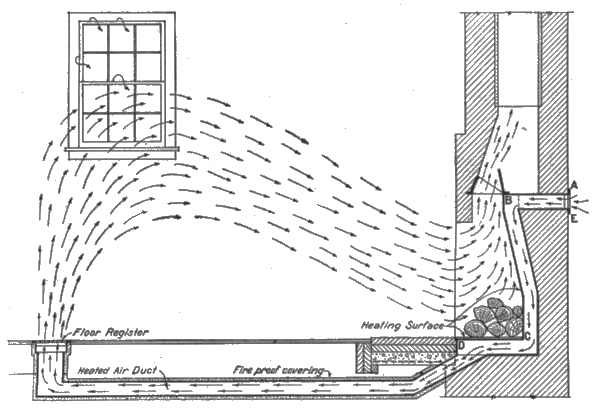 A
B
E
Floor Register
Heating Surface
C
D
Heated Air Duct
Fire proof covering